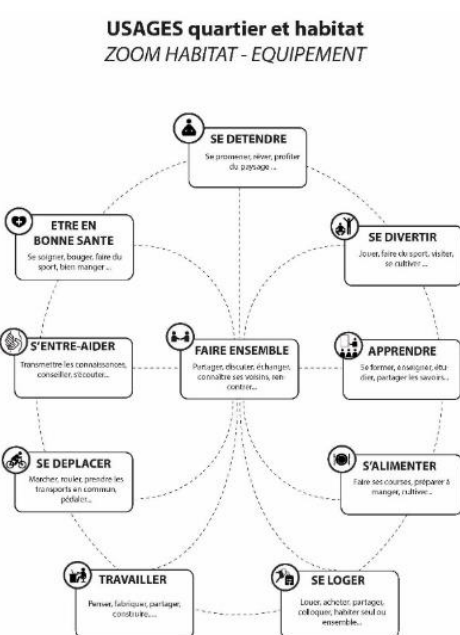 USAGES quartier et habitat
ZOOM HABITAT - EQUIPEMENT
SE DETENDRE
Se promener, rêver, profiter
du paysage ...
ETRE EN
BONNE SANTE
Se soigner, bouger, faire du
sport, bien manger ...
SE DIVERTIR
Jouer, faire du sport, visiter,
se cultiver ...
S'ENTRE-AIDER
Transmettre les connaissances,
conseiller, s'écouter...
FAIRE ENSEMBLE
Partager, discuter, échanger,
connaître ses voisins, ren-
contrer...
APPRENDRE
Se former, enseigner, étu-
dier, partager les savoirs...
SE DEPLACER
Marcher, rouler, prendre les
transports en commun,
pédaler...
S'ALIMENTER
Faire ses courses, préparer à
manger, cultiver...
TRAVAILLER
Penser, fabriquer, partager,
construire....
SE LOGER
Louer, acheter, partager,
colloquer, habiter seul ou
ensemble...